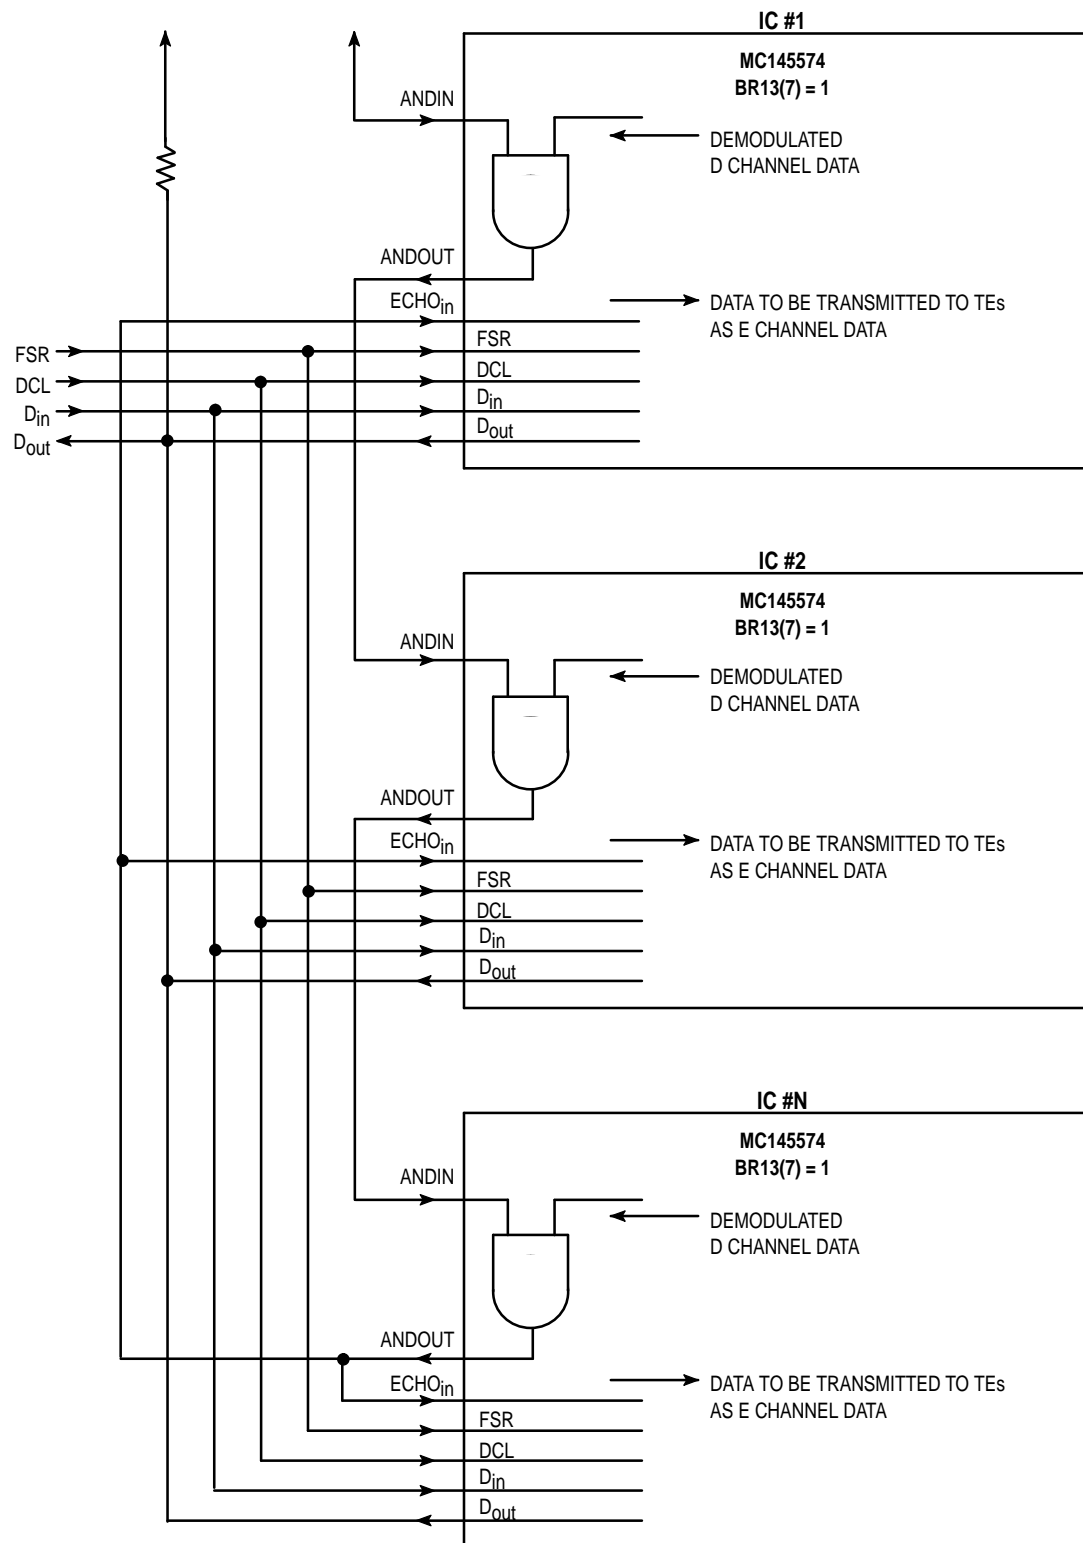 IC #1
MC145574
BR13(7) = 1
ANDIN
DEMODULATED
D CHANNEL DATA
ANDOUT
ECHOin
DATA TO BE TRANSMITTED TO TEs
AS E CHANNEL DATA
FSR
FSR
DCL
DCL
Din
Din
Dout
Dout
IC #2
MC145574
BR13(7) = 1
ANDIN
DEMODULATED
D CHANNEL DATA
ANDOUT
ECHOin
DATA TO BE TRANSMITTED TO TEs
AS E CHANNEL DATA
FSR
DCL
Din
Dout
IC #N
MC145574
BR13(7) = 1
ANDIN
DEMODULATED
D CHANNEL DATA
ANDOUT
ECHOin
DATA TO BE TRANSMITTED TO TEs
AS E CHANNEL DATA
FSR
DCL
Din
Dout